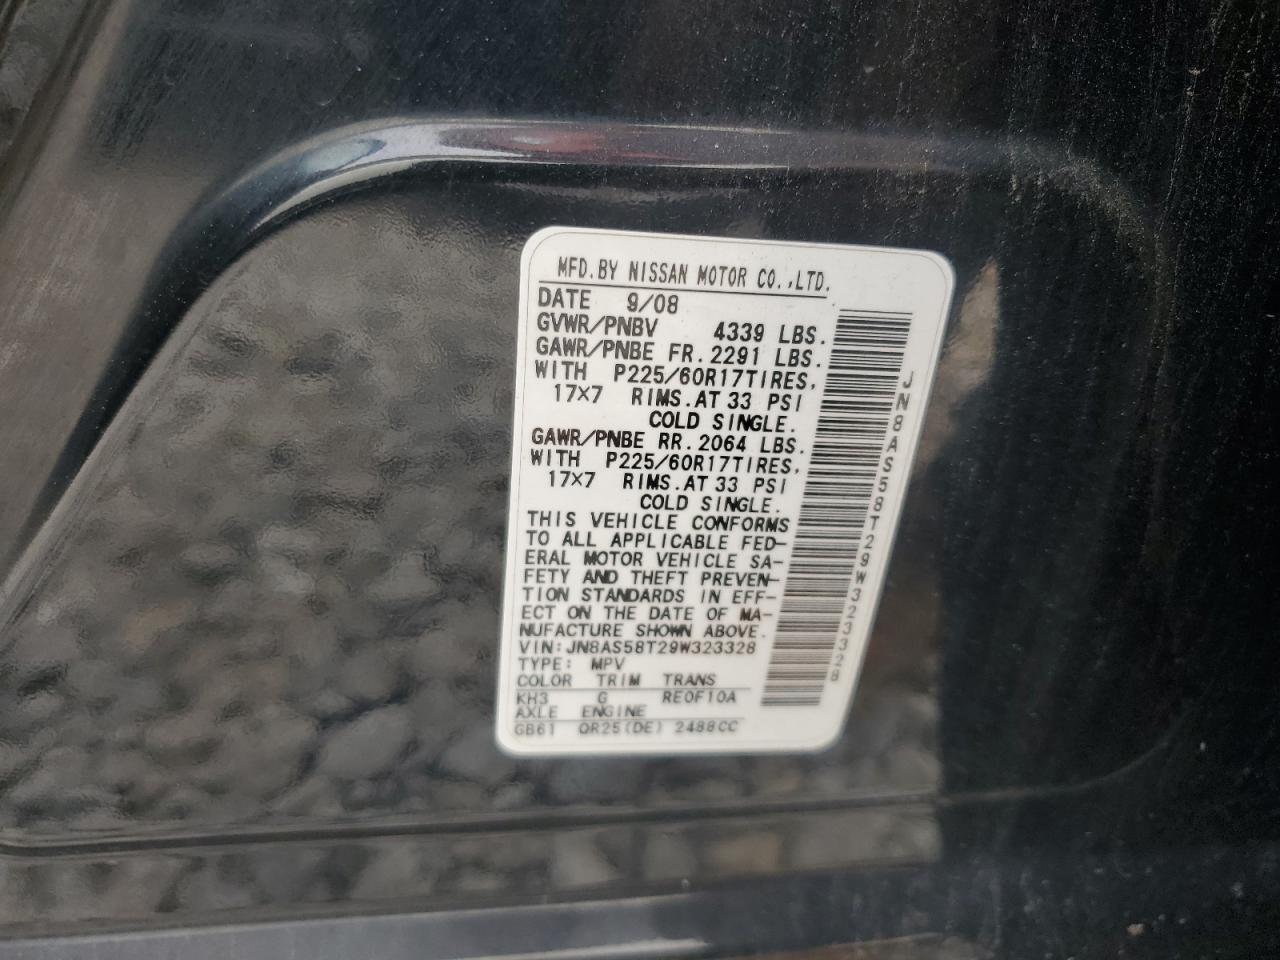 MFD.BY NISSAN MOTOR CO.,LTD.
DATE 9/08
GVWR/PNBV 4339 LBS.
GAWR/PNBE FR.2291 LBS.
WITH P225/60R17TIRES,
17×7 RIMS.AT 33 PSI
COLD SINGLE.
GAWR/PNBE RR.2064 LBS.
WITH P225/60R17TIRES,
17×7 RIMS.AT 33 PSI
COLD SINGLE.
THIS VEHICLE CONFORMS
TO ALL APPLICABLE FED-
ERAL MOTOR VEHICLE SA-
FETY AND THEFT PREVEN-
TION STANDARDS IN EFF-
ECT ON THE DATE OF MA-
NUFACTURE SHOWN ABOVE.
VIN:JN8AS58T29W323328
TYPE: MPV
COLOR TRIM TRANS
KH3 G RE0F10A
AXLE ENGINE
GB61 QR25(DE) 2488CC
JN8AS58T29W323328